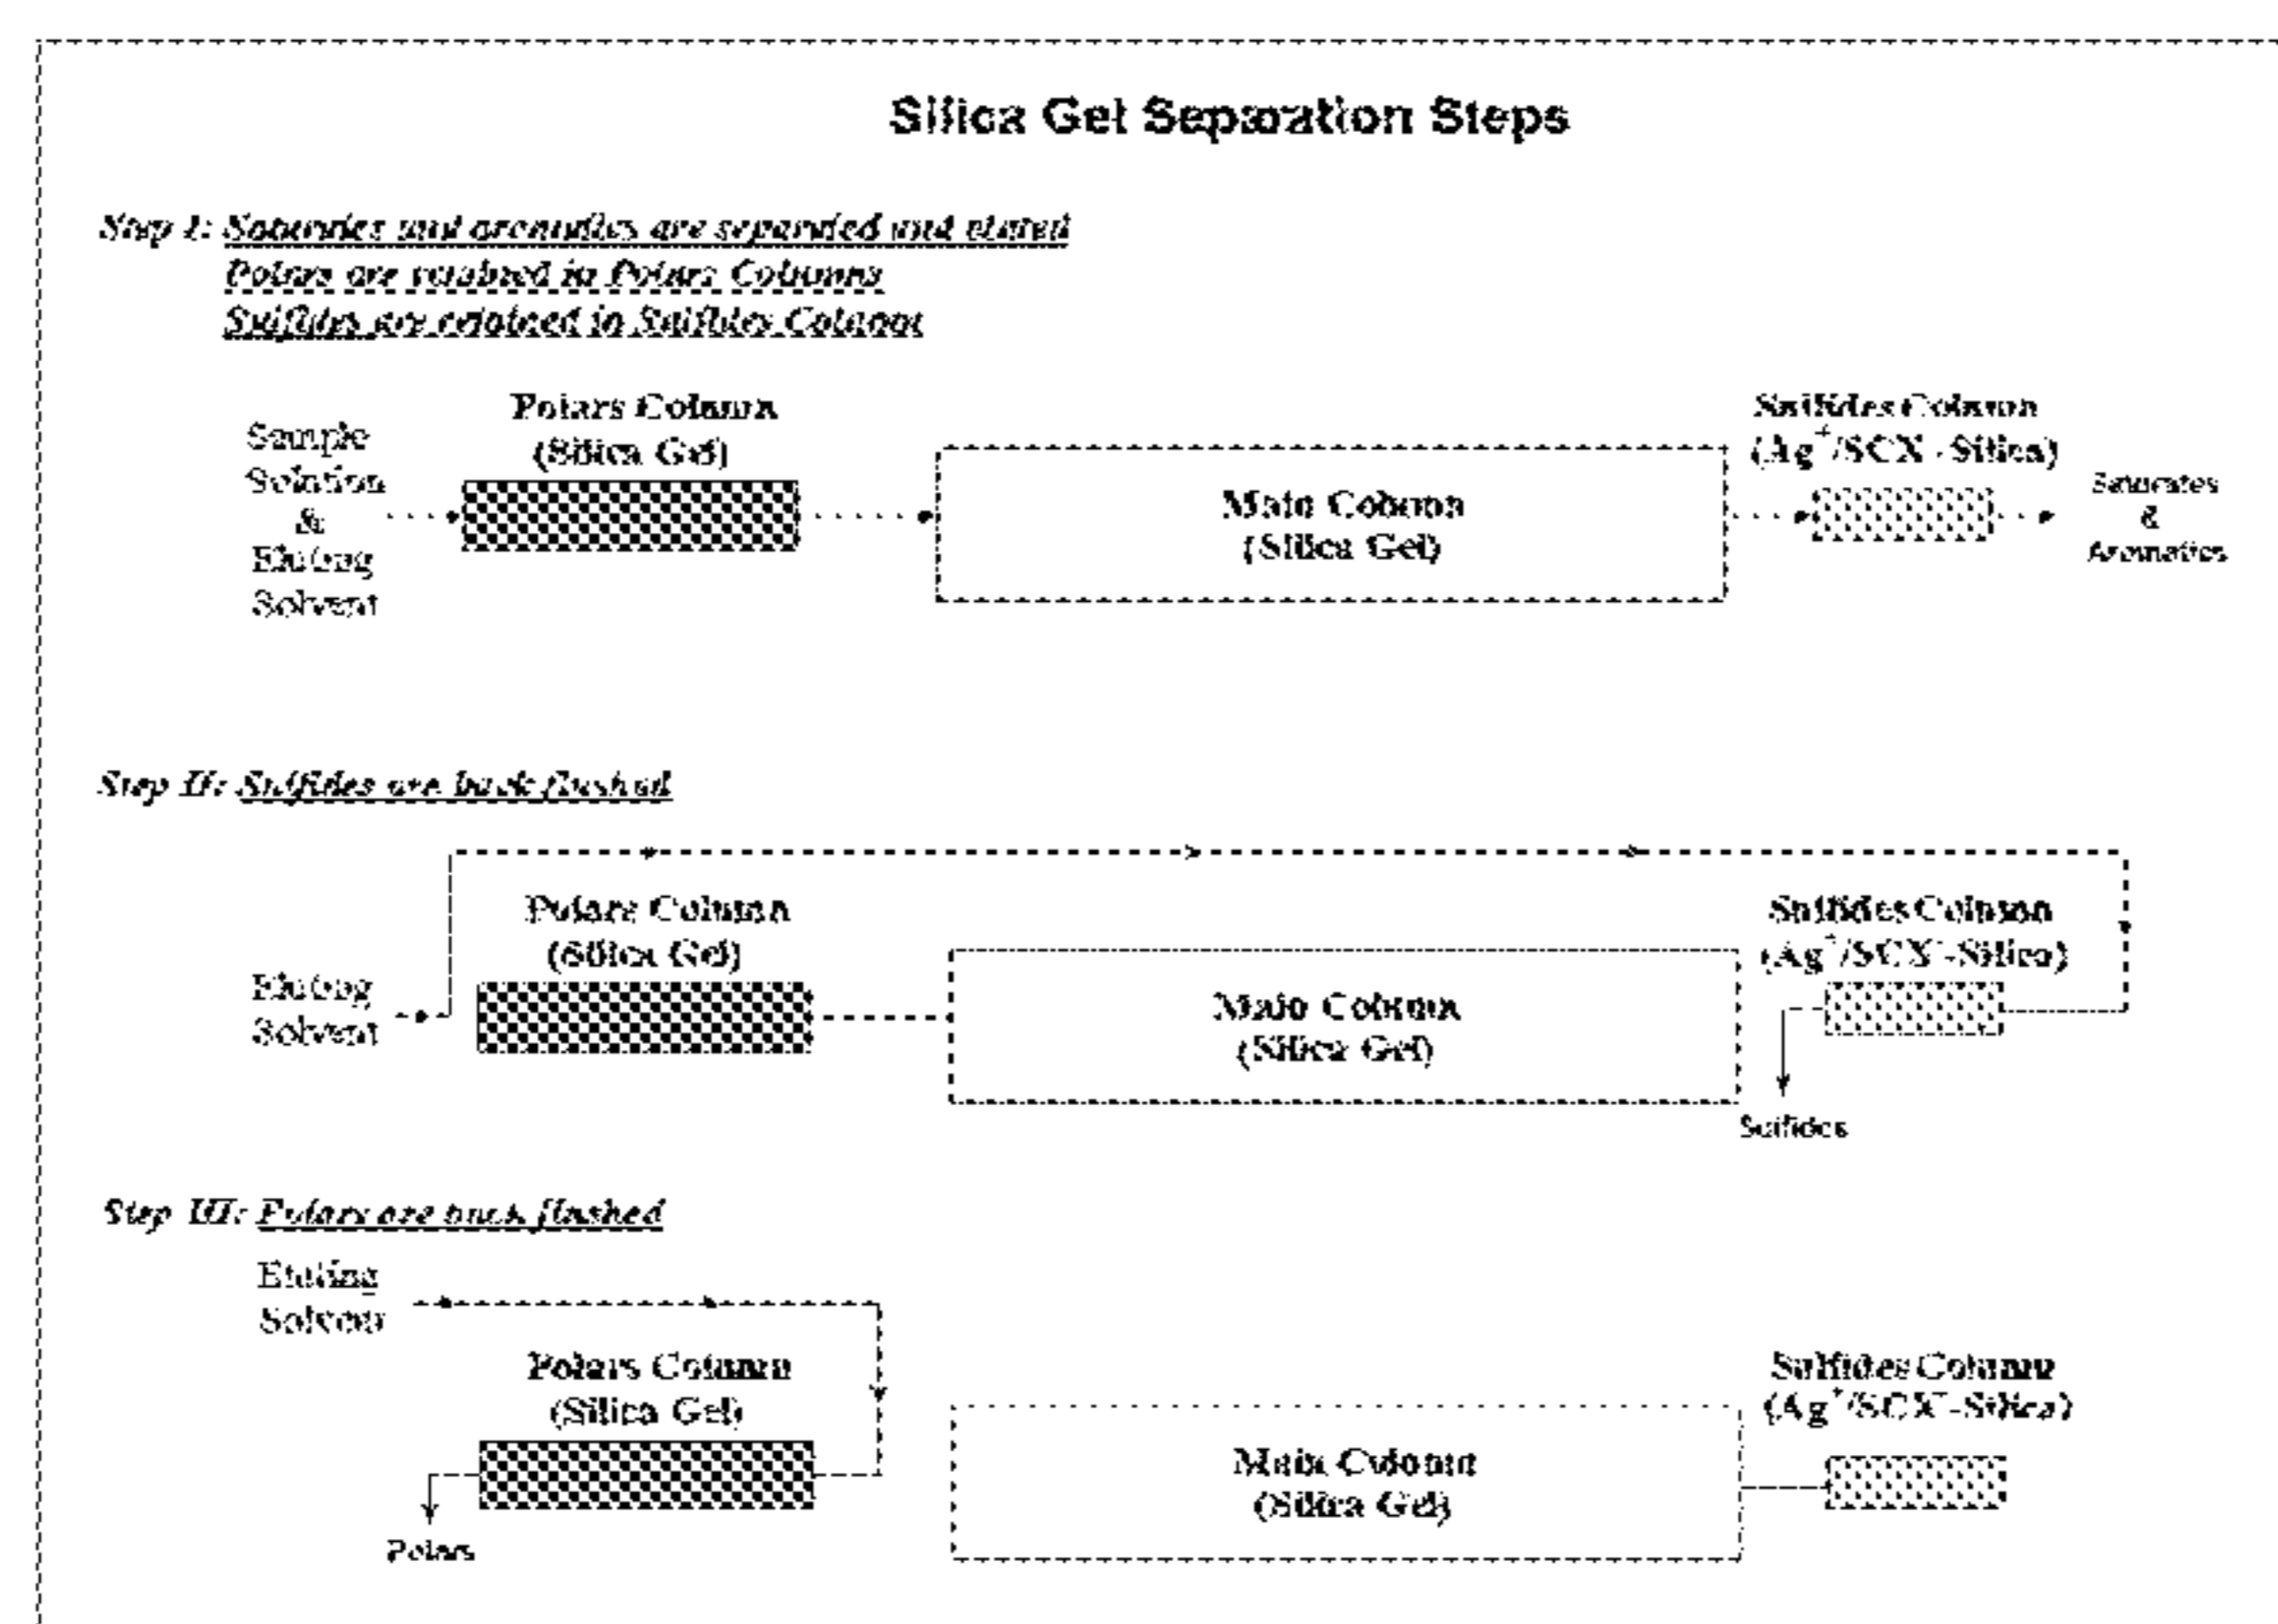 Silica Gel Separation Steps
Step I: Saturates and aromatics are separated and eluted
Polars are retained in Polars Columns
Sulfides are retained in Sulfides Column
Polars Column
(Silica Gel)
Sample
Solution
&
Eluting
Solvent
Main Column
(Silica Gel)
Sulfides Column
(Ag+/SCX--Silica)
Saturates
&
Aromatics
Step II: Sulfides are back flushed
Polars Column
(Silica Gel)
Eluting
Solvent
Main Column
(Silica Gel)
Sulfides Column
(Ag+/SCX--Silica)
Sulfides
Step III: Polars are back flushed
Eluting
Solvent
Polars Column
(Silica Gel)
Polars
Main Column
(Silica Gel)
Sulfides Column
(Ag+/SCX--Silica)